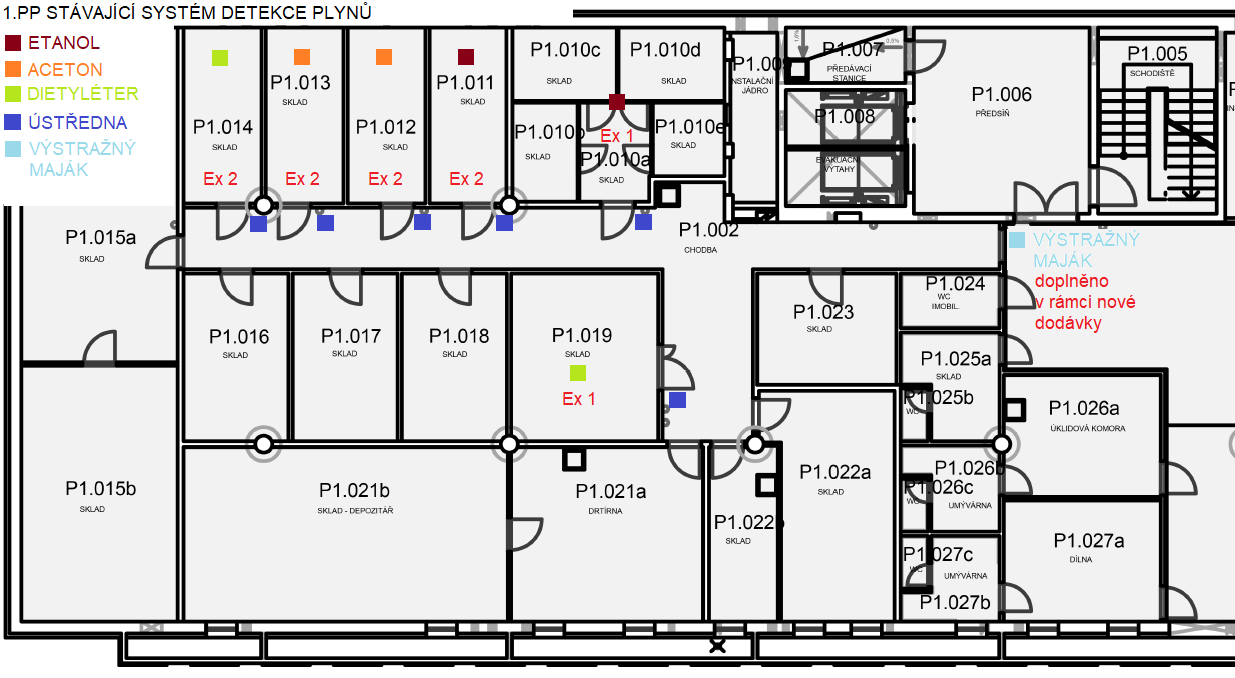 1.PP STÁVAJÍCÍ SYSTÉM DETEKCE PLYNŮ
ETANOL
ACETON
DIETYLÉTER
ÚSTŘEDNA
VÝSTRAŽNÝ
MAJÁK
P1.014
SKLAD
Ex 2
P1.013
SKLAD
Ex 2
P1.012
SKLAD
Ex 2
P1.011
SKLAD
Ex 2
P1.010c
SKLAD
P1.010d
SKLAD
P1.010b
SKLAD
Ex 1
P1.010a
SKLAD
P1.010e
SKLAD
P1.009
INSTALAČNÍ
JÁDRO
P1.007
PŘEDÁVACÍ
STANICE
P1.008
EVAKUAČNÍ
VÝTAHY
P1.006
PŘEDSÍŇ
P1.005
SCHODIŠTĚ
P1.015a
SKLAD
P1.002
CHODBA
VÝSTRAŽNÝ
MAJÁK
doplněno
v rámci nové
dodávky
P1.016
SKLAD
P1.017
SKLAD
P1.018
SKLAD
P1.019
SKLAD
Ex 1
P1.023
SKLAD
P1.024
WC
IMOBIL.
P1.025a
SKLAD
P1.025b
WC
P1.026a
ÚKLIDOVÁ KOMORA
P1.015b
SKLAD
P1.021b
SKLAD - DEPOZITÁŘ
P1.021a
DRTÍRNA
P1.022b
SKLAD
P1.022a
SKLAD
P1.026b
UMÝVÁRNA
P1.026c
WC
P1.027c
WC
UMÝVÁRNA
P1.027b
P1.027a
DÍLNA